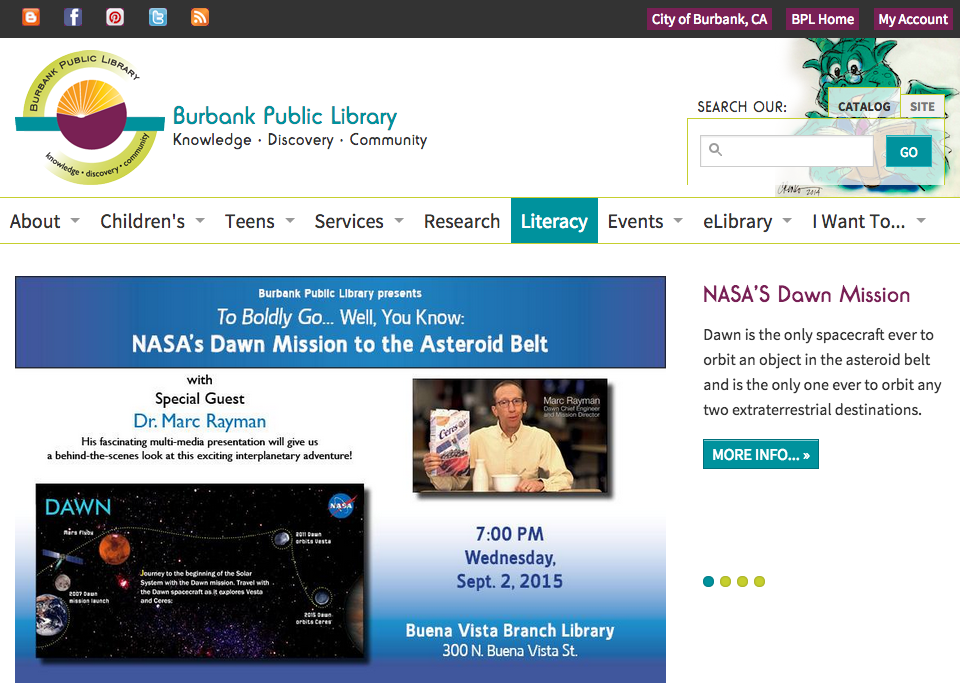 City of Burbank, CA
BPL Home
My Account
BURBANK PUBLIC LIBRARY
knowledge • discovery • community
Burbank Public Library
Knowledge · Discovery · Community
SEARCH OUR:
CATALOG
SITE
GO
2014
About
Children's
Teens
Services
Research
Literacy
Events
eLibrary
I Want To...
Burbank Public Library presents
To Boldly Go... Well, You Know:
NASA's Dawn Mission to the Asteroid Belt
with
Special Guest
Dr. Marc Rayman
His fascinating multi-media presentation will give us
a behind-the-scenes look at this exciting interplanetary adventure!
Marc Rayman
Dawn Chief Engineer
and Mission Director
Ceres
DAWN
NASA
Mars Flyby
2011 Dawn
orbits Vesta
Journey to the beginning of the Solar
System with the Dawn mission. Travel with
the Dawn spacecraft as it explores Vesta
and Ceres:
2007 Dawn
mission launch
2015 Dawn
orbits Ceres
7:00 PM
Wednesday,
Sept. 2, 2015
Buena Vista Branch Library
300 N. Buena Vista St.
NASA'S Dawn Mission
Dawn is the only spacecraft ever to
orbit an object in the asteroid belt
and is the only one ever to orbit any
two extraterrestrial destinations.
MORE INFO... »